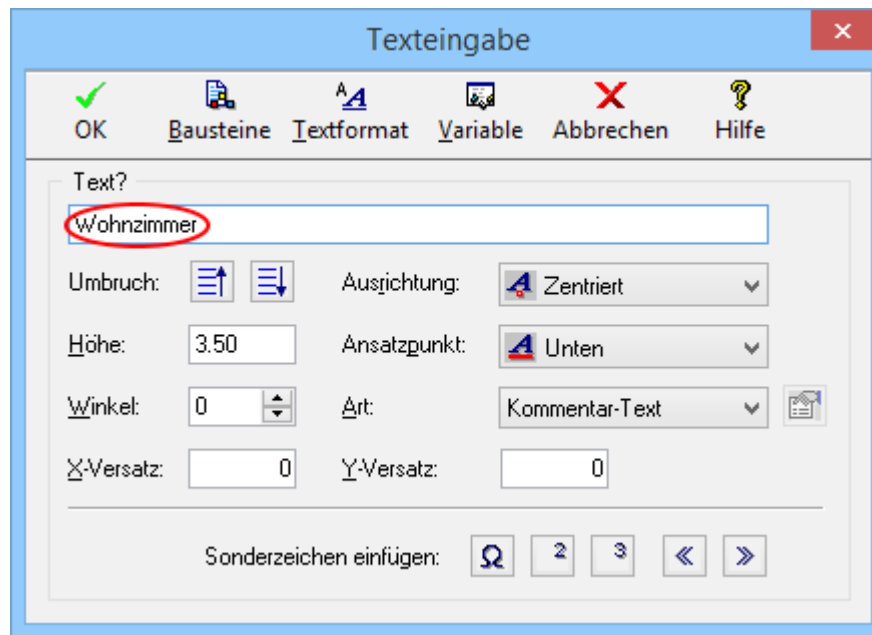 Texteingabe
OK Bausteine Textformat Variable Abbrechen Hilfe
Text?
Wohnzimmer
Umbruch: Ausrichtung: Zentriert
Höhe: 3.50 Ansatzpunkt: Unten
Winkel: 0 Art: Kommentar-Text
X-Versatz: 0 Y-Versatz: 0
Sonderzeichen einfügen: Ω 2 3 « »